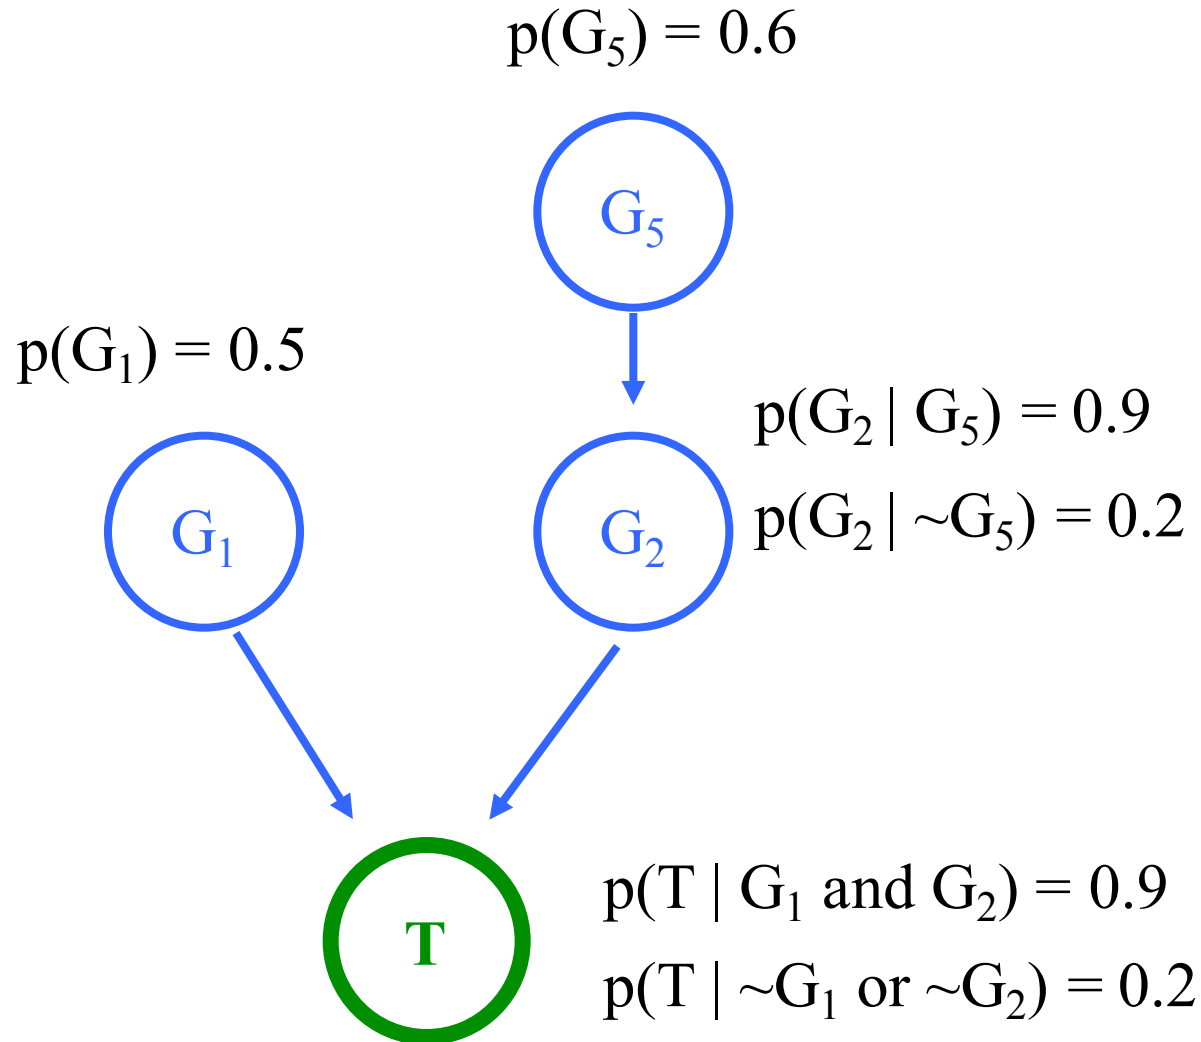 p(G₅) = 0.6
G₅
p(G₁) = 0.5
p(G₂ | G₅) = 0.9
G₁
G₂
p(G₂ | ~G₅) = 0.2
p(T | G₁ and G₂) = 0.9
T
p(T | ~G₁ or ~G₂) = 0.2